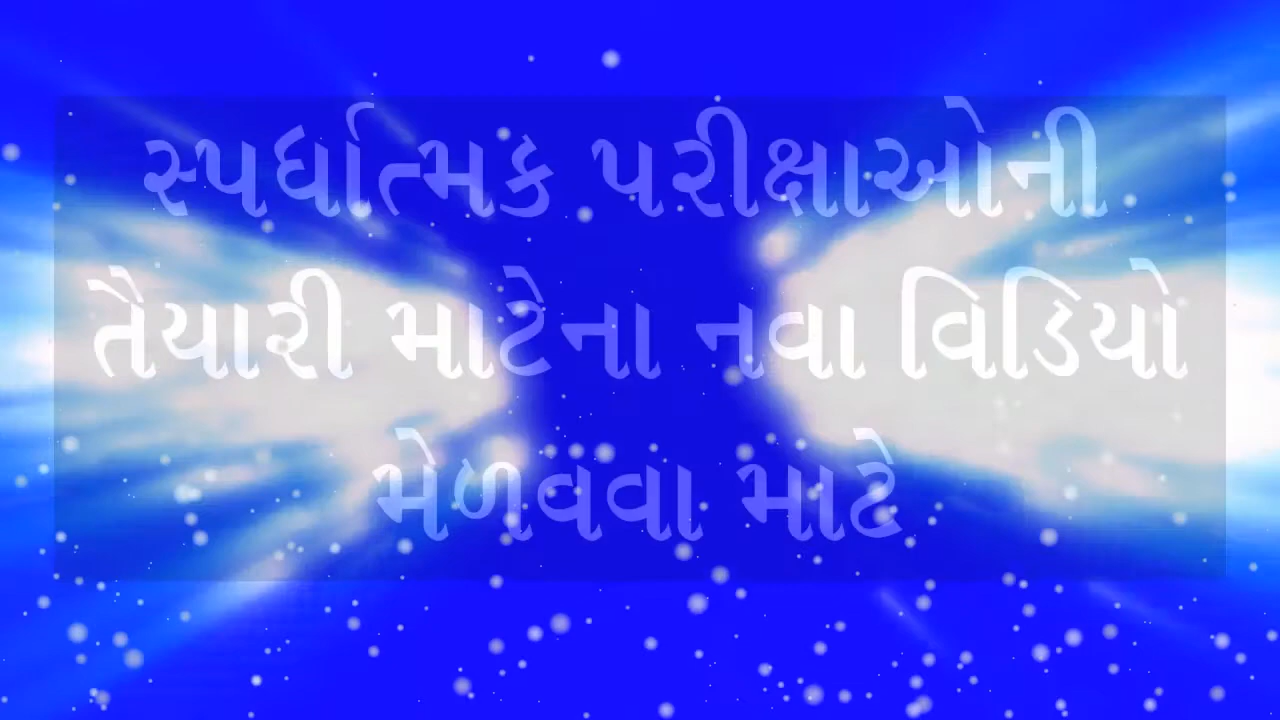 સ્પર્ધાત્મક પરીક્ષાઓની
તૈયારી માટેના નવા વિડિયો
મેળવવા માટે